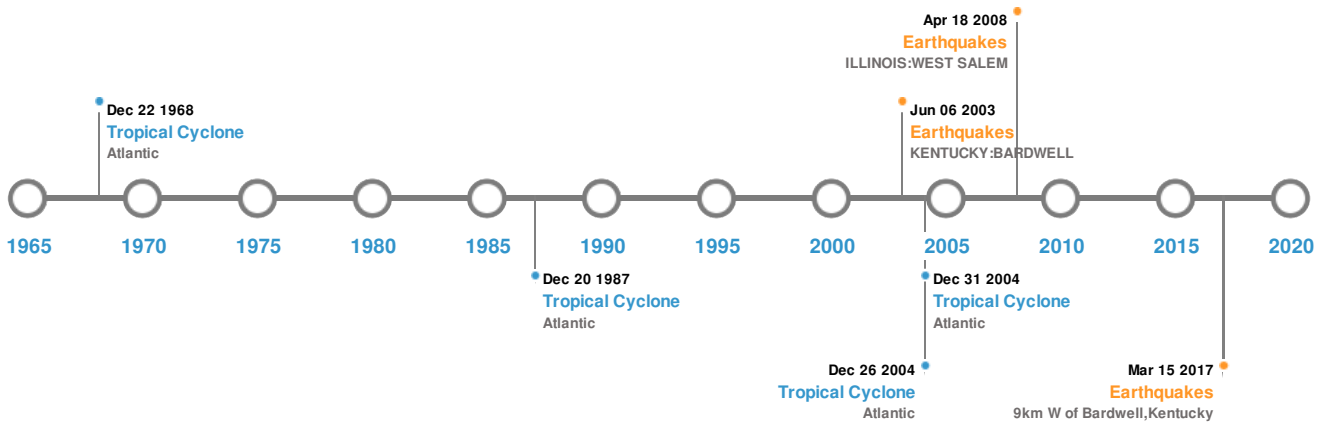 Apr 18 2008
Earthquakes
ILLINOIS:WEST SALEM
Dec 22 1968
Tropical Cyclone
Atlantic
Jun 06 2003
Earthquakes
KENTUCKY:BARDWELL
1965 1970 1975 1980 1985 1990 1995 2000 2005 2010 2015 2020
Dec 20 1987
Tropical Cyclone
Atlantic
Dec 31 2004
Tropical Cyclone
Atlantic
Dec 26 2004
Tropical Cyclone
Atlantic
Mar 15 2017
Earthquakes
9km W of Bardwell,Kentucky